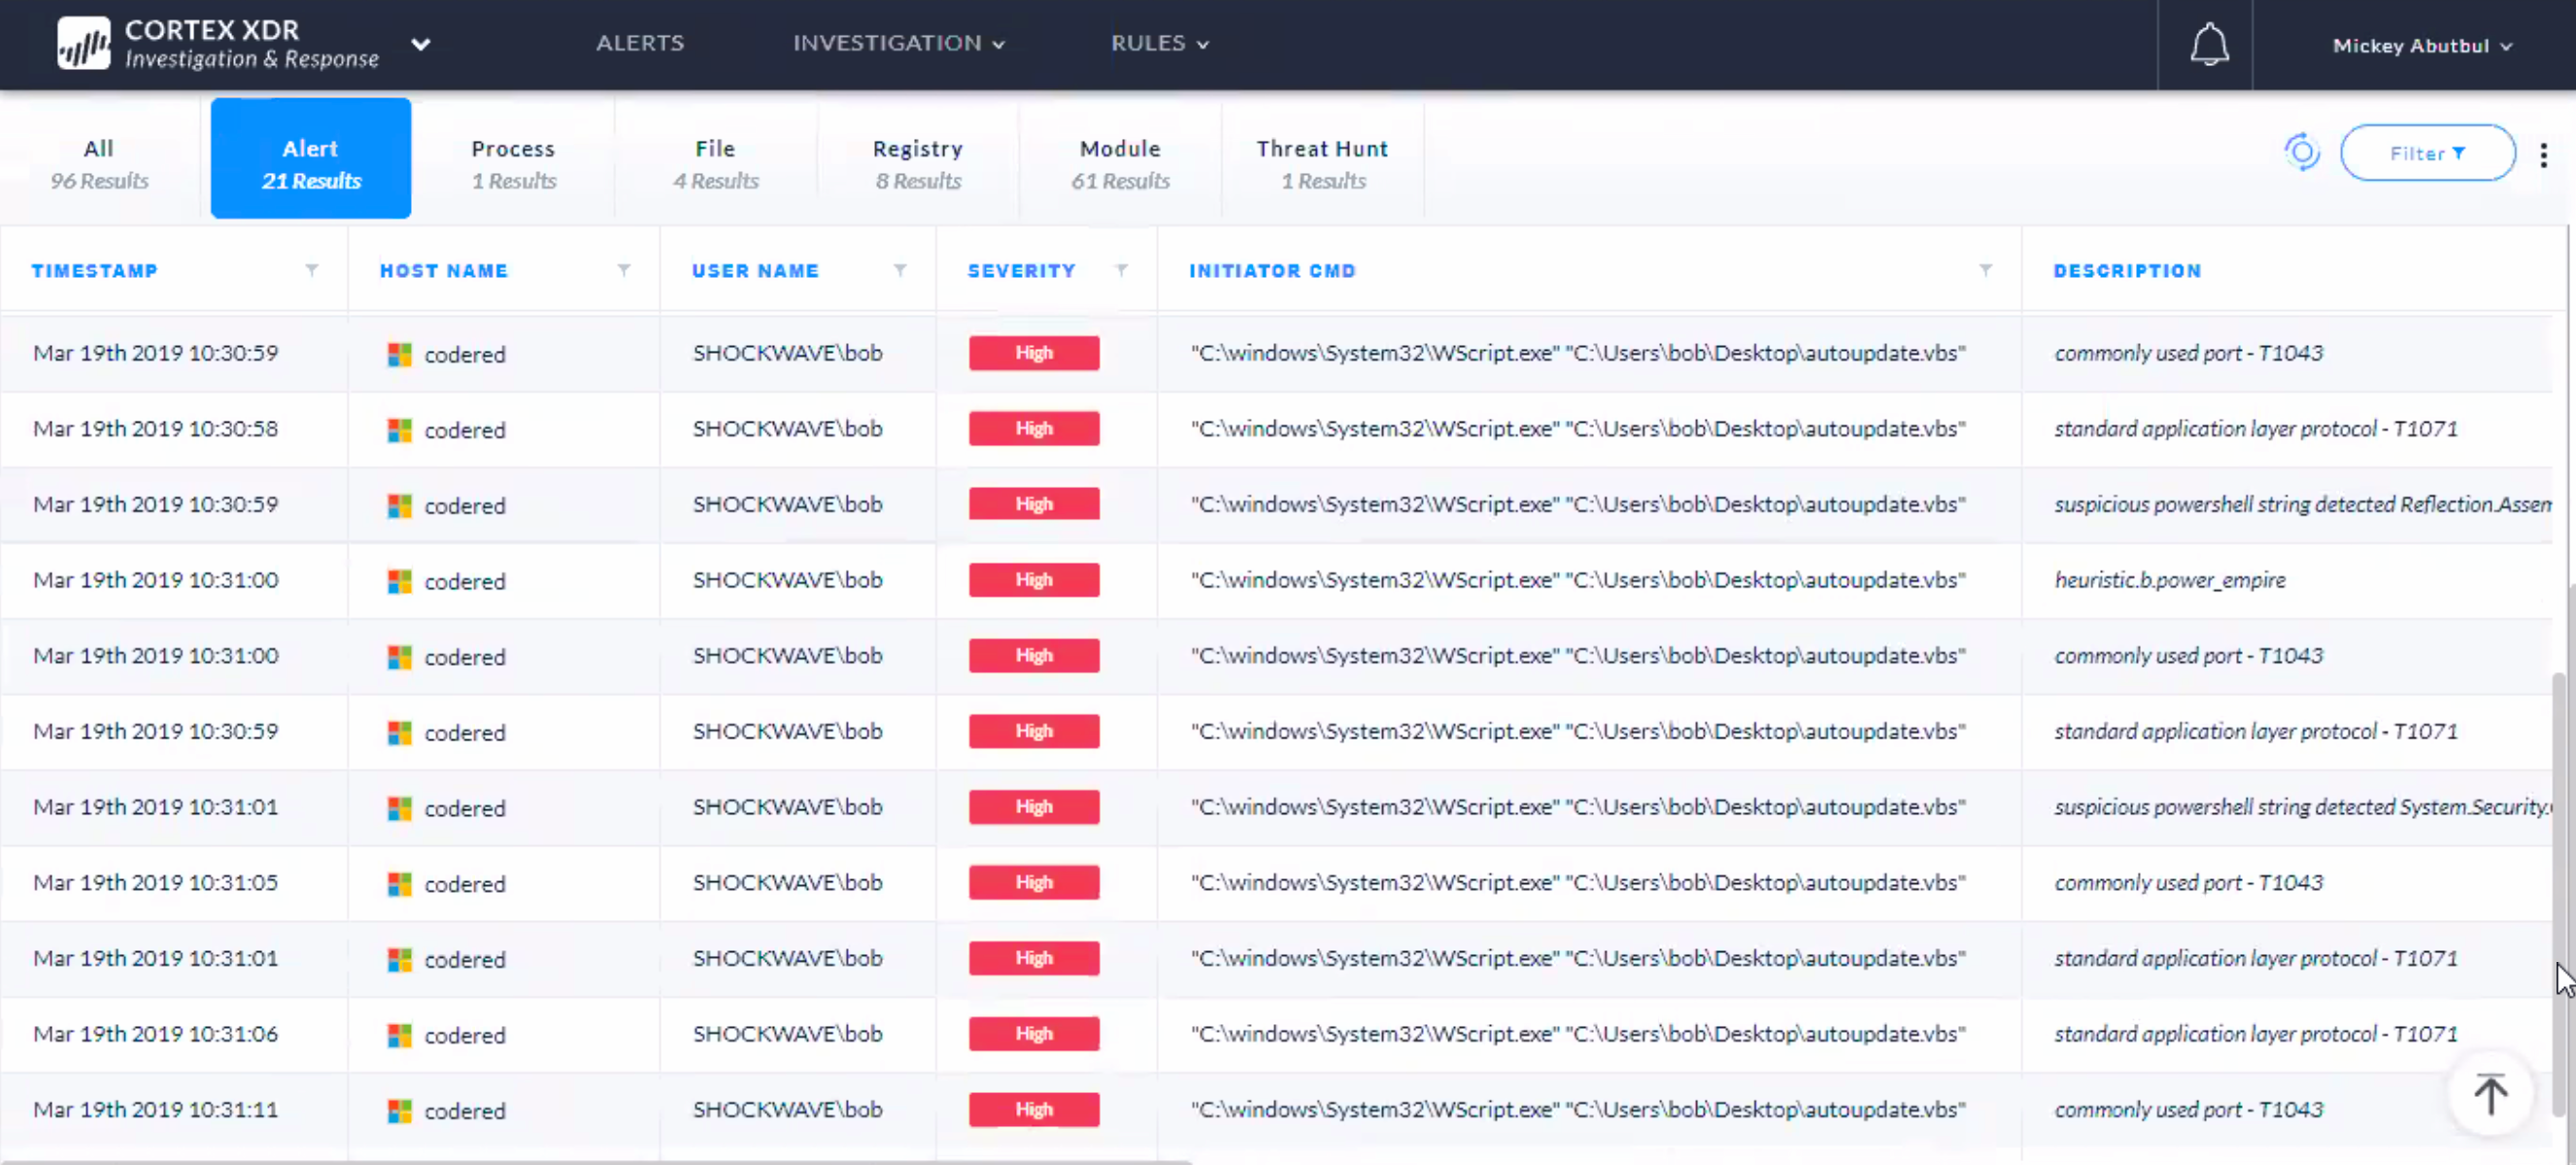 CORTEX XDR
Investigation & Response
ALERTS
INVESTIGATION
RULES
Mickey Abutbul
All
96 Results
Alert
21 Results
Process
1 Results
File
4 Results
Registry
8 Results
Module
61 Results
Threat Hunt
1 Results
Filter
TIMESTAMP HOST NAME USER NAME SEVERITY INITIATOR CMD DESCRIPTION
Mar 19th 2019 10:30:59 codered SHOCKWAVE\bob High "C:\windows\System32\WScript.exe" "C:\Users\bob\Desktop\autoupdate.vbs" commonly used port - T1043
Mar 19th 2019 10:30:58 codered SHOCKWAVE\bob High "C:\windows\System32\WScript.exe" "C:\Users\bob\Desktop\autoupdate.vbs" standard application layer protocol - T1071
Mar 19th 2019 10:30:59 codered SHOCKWAVE\bob High "C:\windows\System32\WScript.exe" "C:\Users\bob\Desktop\autoupdate.vbs" suspicious powershell string detected Reflection.Assem
Mar 19th 2019 10:31:00 codered SHOCKWAVE\bob High "C:\windows\System32\WScript.exe" "C:\Users\bob\Desktop\autoupdate.vbs" heuristic.b.power_empire
Mar 19th 2019 10:31:00 codered SHOCKWAVE\bob High "C:\windows\System32\WScript.exe" "C:\Users\bob\Desktop\autoupdate.vbs" commonly used port - T1043
Mar 19th 2019 10:30:59 codered SHOCKWAVE\bob High "C:\windows\System32\WScript.exe" "C:\Users\bob\Desktop\autoupdate.vbs" standard application layer protocol - T1071
Mar 19th 2019 10:31:01 codered SHOCKWAVE\bob High "C:\windows\System32\WScript.exe" "C:\Users\bob\Desktop\autoupdate.vbs" suspicious powershell string detected System.Security.
Mar 19th 2019 10:31:05 codered SHOCKWAVE\bob High "C:\windows\System32\WScript.exe" "C:\Users\bob\Desktop\autoupdate.vbs" commonly used port - T1043
Mar 19th 2019 10:31:01 codered SHOCKWAVE\bob High "C:\windows\System32\WScript.exe" "C:\Users\bob\Desktop\autoupdate.vbs" standard application layer protocol - T1071
Mar 19th 2019 10:31:06 codered SHOCKWAVE\bob High "C:\windows\System32\WScript.exe" "C:\Users\bob\Desktop\autoupdate.vbs" standard application layer protocol - T1071
Mar 19th 2019 10:31:11 codered SHOCKWAVE\bob High "C:\windows\System32\WScript.exe" "C:\Users\bob\Desktop\autoupdate.vbs" commonly used port - T1043